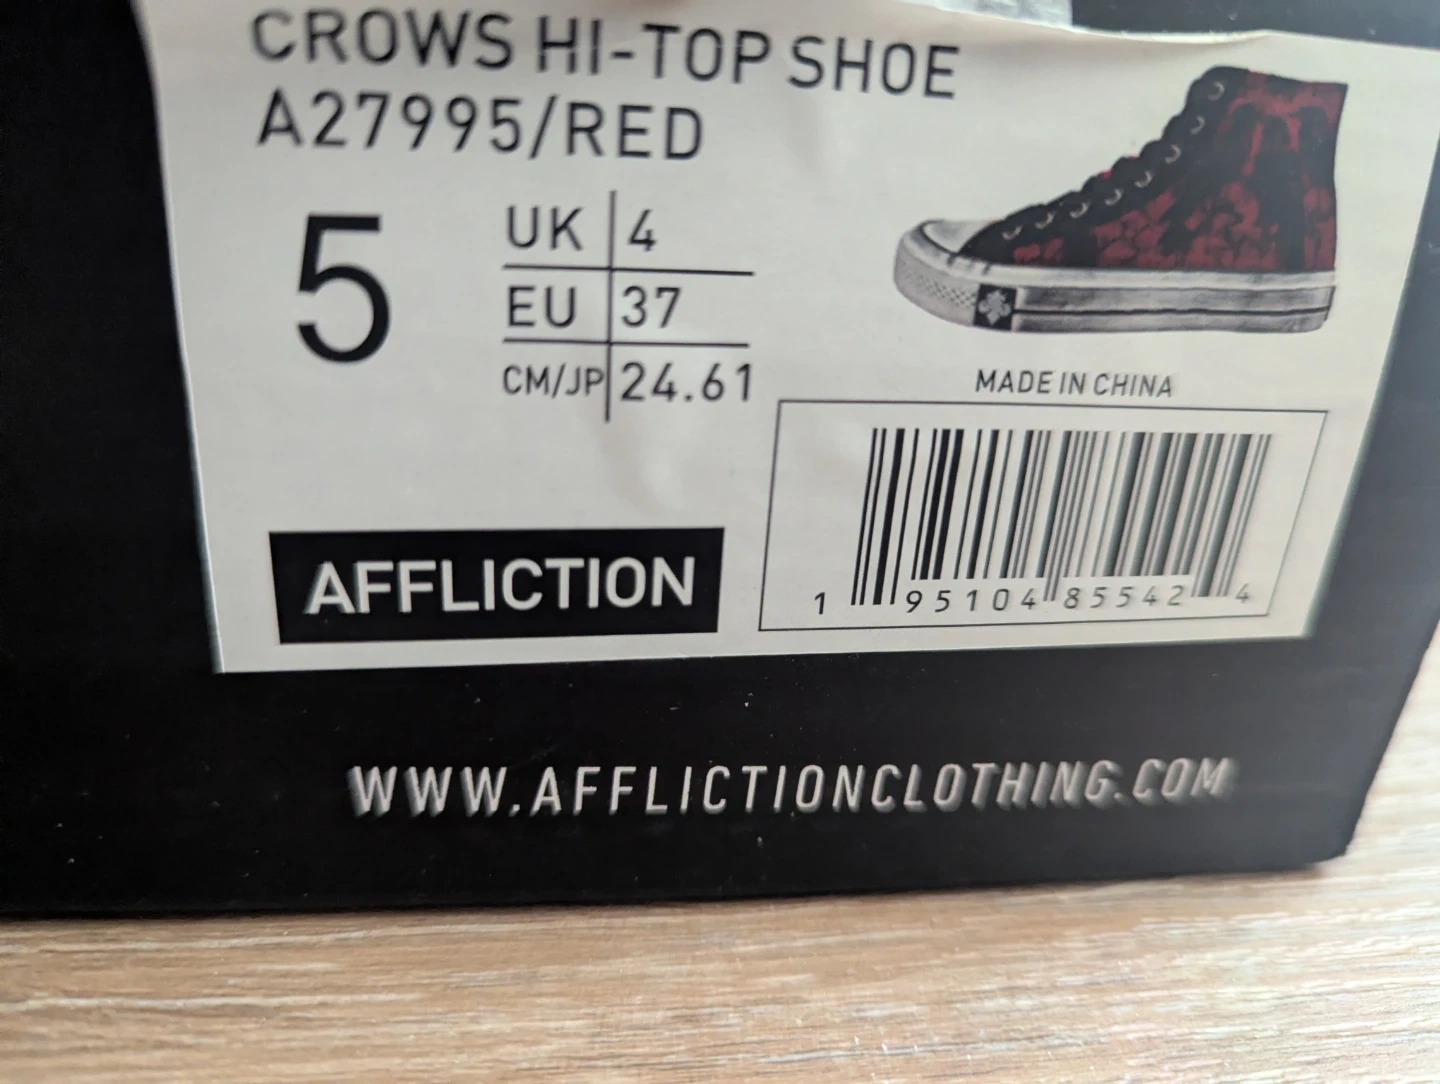 CROWS HI-TOP SHOE
A27995/RED
5
UK 4
EU 37
CM/JP 24.61
MADE IN CHINA
1 95104 85542 4
AFFLICTION
WWW.AFFLICTIONCLOTHING.COM